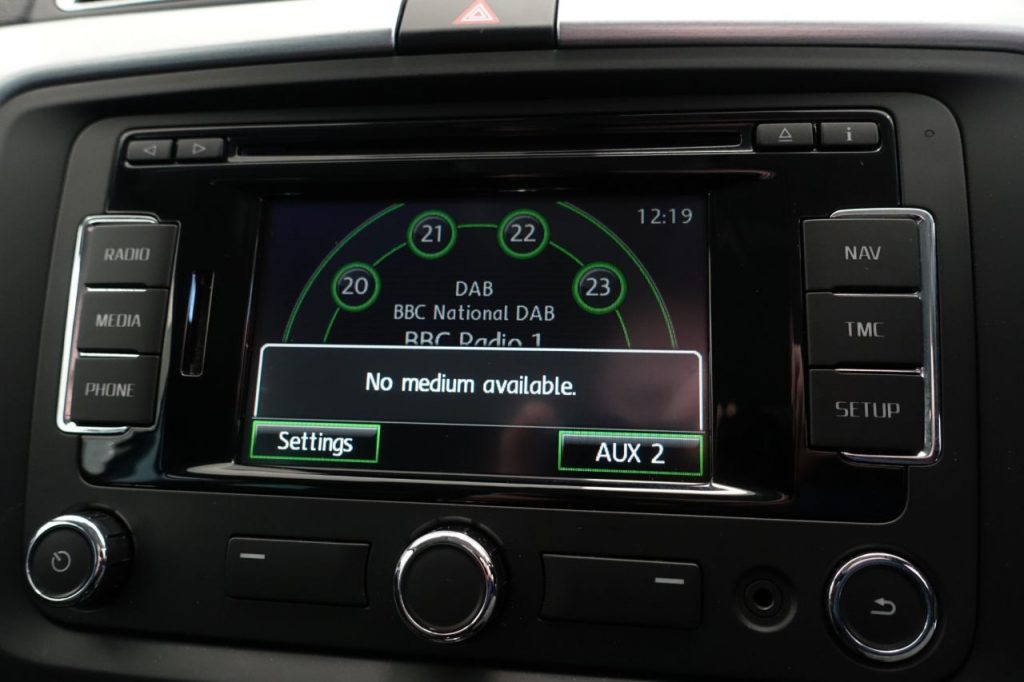 i
12:19
21 22
20 23
DAB
BBC National DAB
BBC Radio 1
No medium available.
Settings AUX 2
RADIO
MEDIA
PHONE
NAV
TMC
SETUP